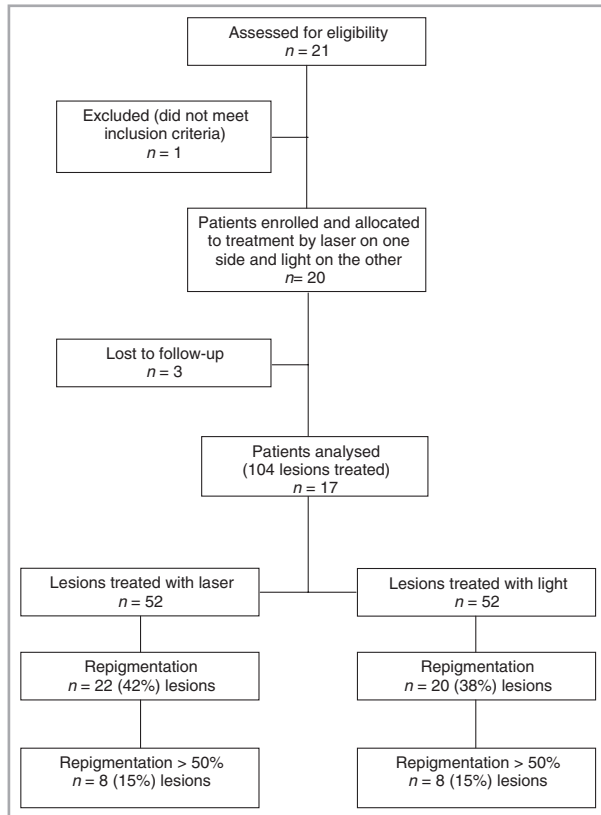 Assessed for eligibility
n = 21
Excluded (did not meet
inclusion criteria)
n = 1
Patients enrolled and allocated
to treatment by laser on one
side and light on the other
n= 20
Lost to follow-up
n = 3
Patients analysed
(104 lesions treated)
n = 17
Lesions treated with laser
n = 52
Lesions treated with light
n = 52
Repigmentation
n = 22 (42%) lesions
Repigmentation
n = 20 (38%) lesions
Repigmentation > 50%
n = 8 (15%) lesions
Repigmentation > 50%
n = 8 (15%) lesions